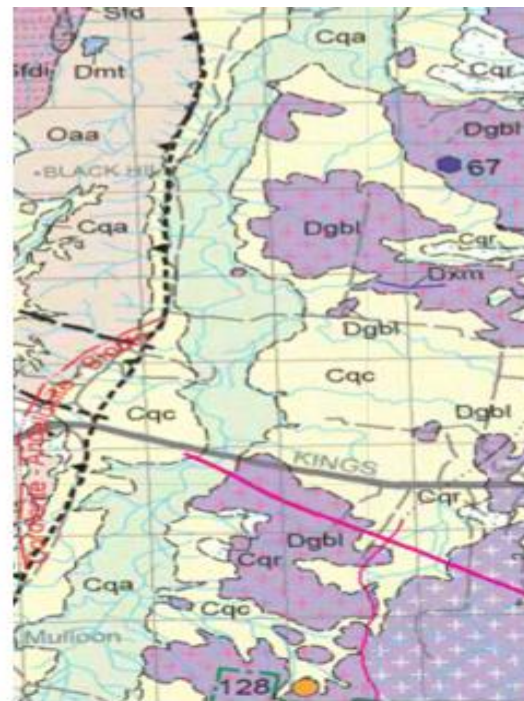 Sfd
Cqa
Cqr
Sfdi
Dmt
Dgbl
Oaa
BLACK Hill
67
Cqa
Dgbl
Cqr
Dxm
Dgbl
Cqc
Cqc
Dgbl
KINGS
Cqr
Dgbl
Cqr
Cqa
Cqc
Mulloon
128